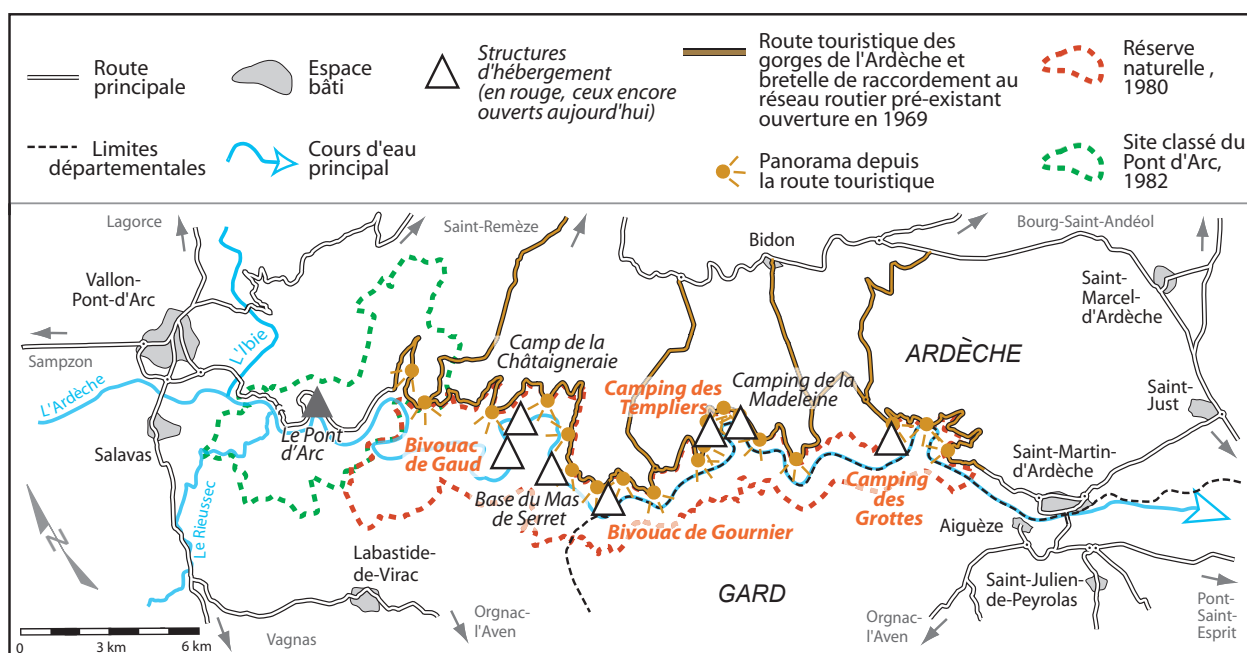 Route
principale
Espace
bâti
Structures
d'hébergement
(en rouge, ceux encore
ouverts aujourd'hui)
Route touristique des
gorges de l'Ardèche et
bretelle de raccordement au
réseau routier pré-existant
ouverture en 1969
Réserve
naturelle ,
1980
Limites
départementales
Cours d'eau
principal
Panorama depuis
la route touristique
Site classé du
Pont d'Arc,
1982
Lagorce
Saint-Remèze
Bourg-Saint-Andéol
Bidon
Vallon-
Pont-d'Arc
Saint-
Marcel-
d'Ardèche
L'Ibie
Camp de la
Châtaigneraie
ARDÈCHE
Sampzon
L'Ardèche
Camping des
Templiers
Camping de la
Madeleine
Saint-
Just
Le Pont
d'Arc
Salavas
Bivouac
de Gaud
Saint-Martin-
d'Ardèche
Base du Mas
de Serret
Camping
des
Grottes
Le Rieussec
Bivouac de Gournier
Aiguèze
N
Labastide-
de-Virac
GARD
Saint-Julien-
de-Peyrolas
Orgnac-
l'Aven
Orgnac-
l'Aven
Pont-
Saint-
Esprit
Vagnas
0 3 km 6 km